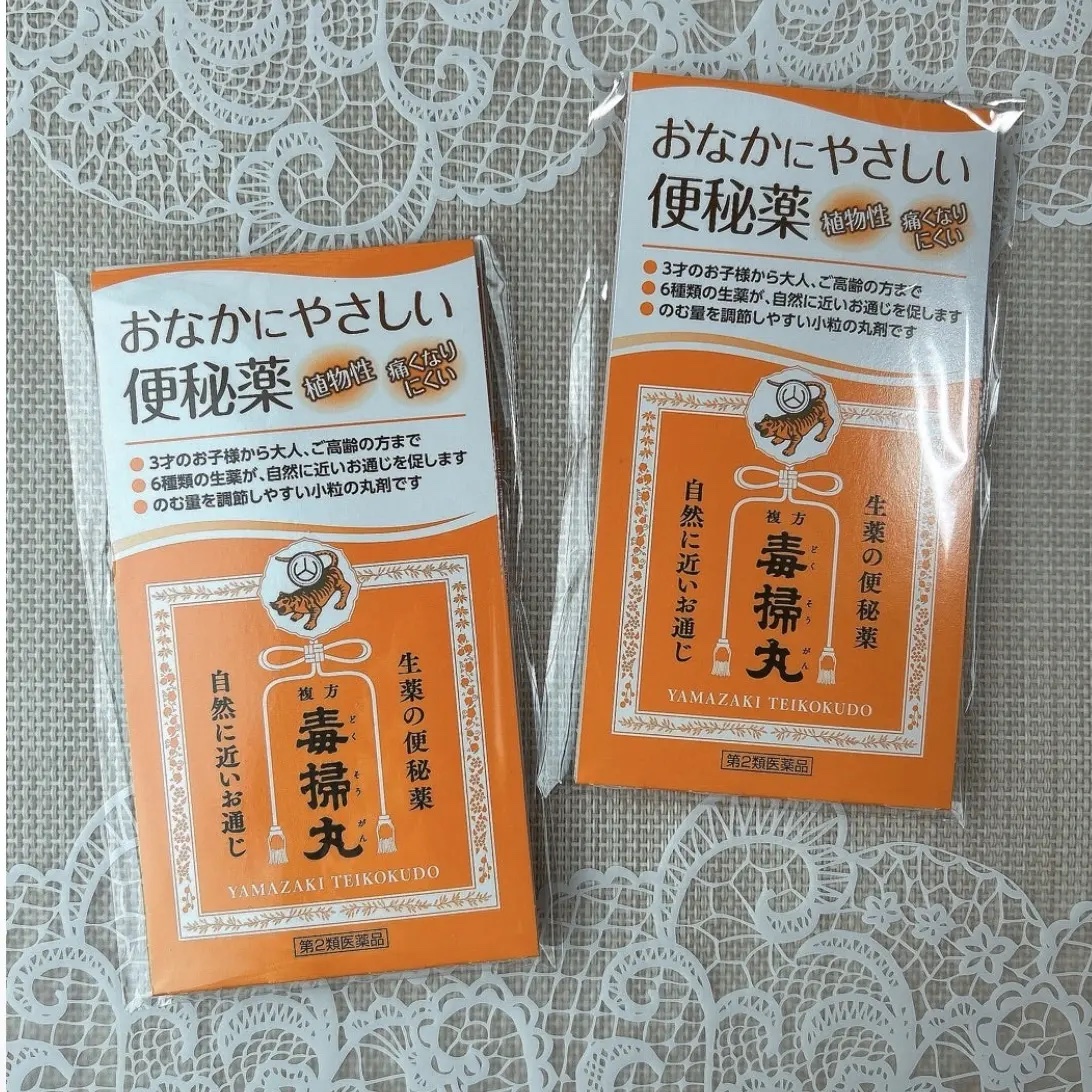 おなかにやさしい
便秘薬 植物性 痛くなり
にくい
3才のお子様から大人、ご高齢の方まで
6種類の生薬が、自然に近いお通じを促します
のむ量を調節しやすい小粒の丸剤です
生薬の便秘薬
複方
毒掃丸
どくそうがん
自然に近いお通じ
YAMAZAKI TEIKOKUDO
第2類医薬品
おなかにやさしい
便秘薬 植物性 痛くなり
にくい
3才のお子様から大人、ご高齢の方まで
6種類の生薬が、自然に近いお通じを促します
のむ量を調節しやすい小粒の丸剤です
生薬の便秘薬
複方
毒掃丸
どくそうがん
自然に近いお通じ
YAMAZAKI TEIKOKUDO
第2類医薬品